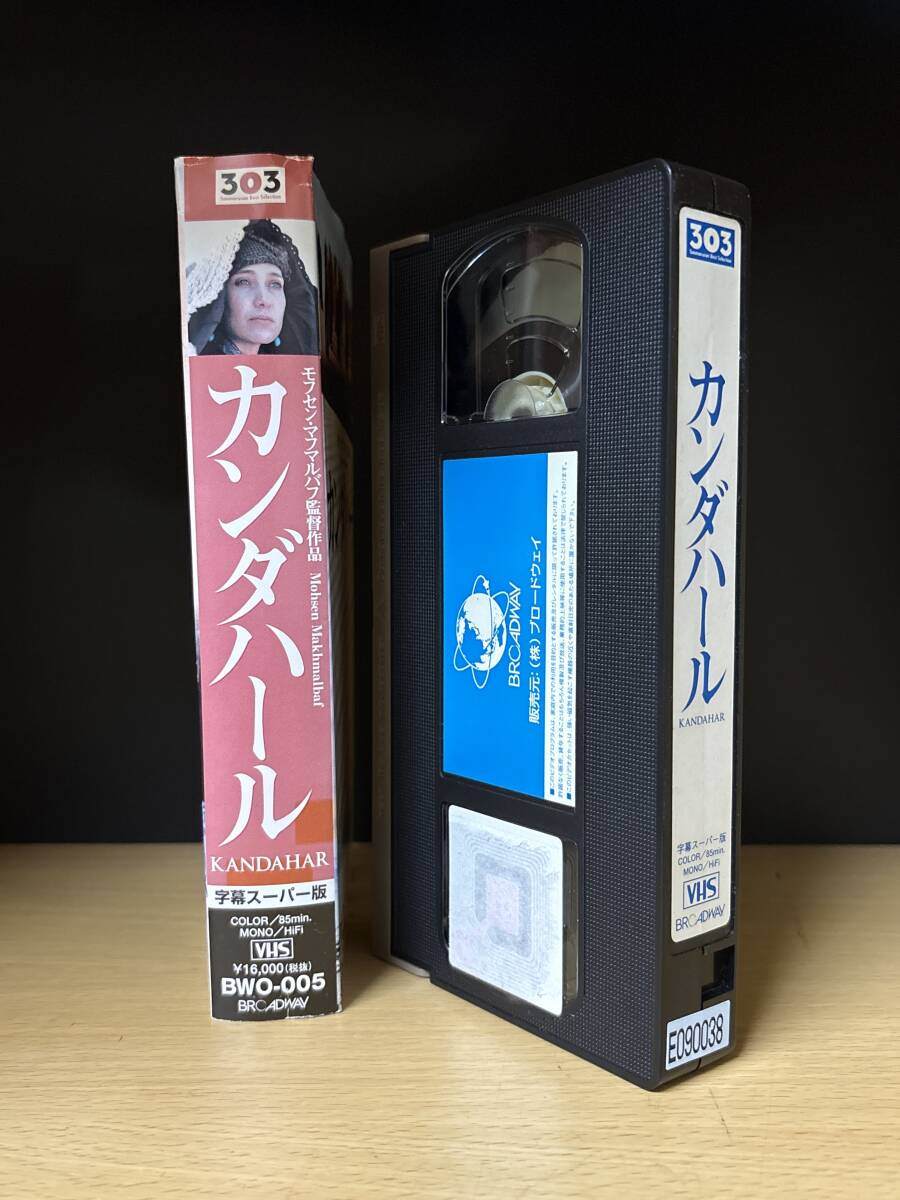 303
カンダハール
モフセン・マフマルバフ監督作品 Mohsen Makhmalbaf
KANDAHAR
字幕スーパー版
COLOR/85min.
MONO/HiFi
VHS
¥16,000(税抜)
BWO-005
BROADWAY
BROADWAY
販売元:(株)ブロードウェイ
303
カンダハール
KANDAHAR
字幕スーパー版
COLOR/85min.
MONO/HiFi
VHS
BROADWAY
E090038